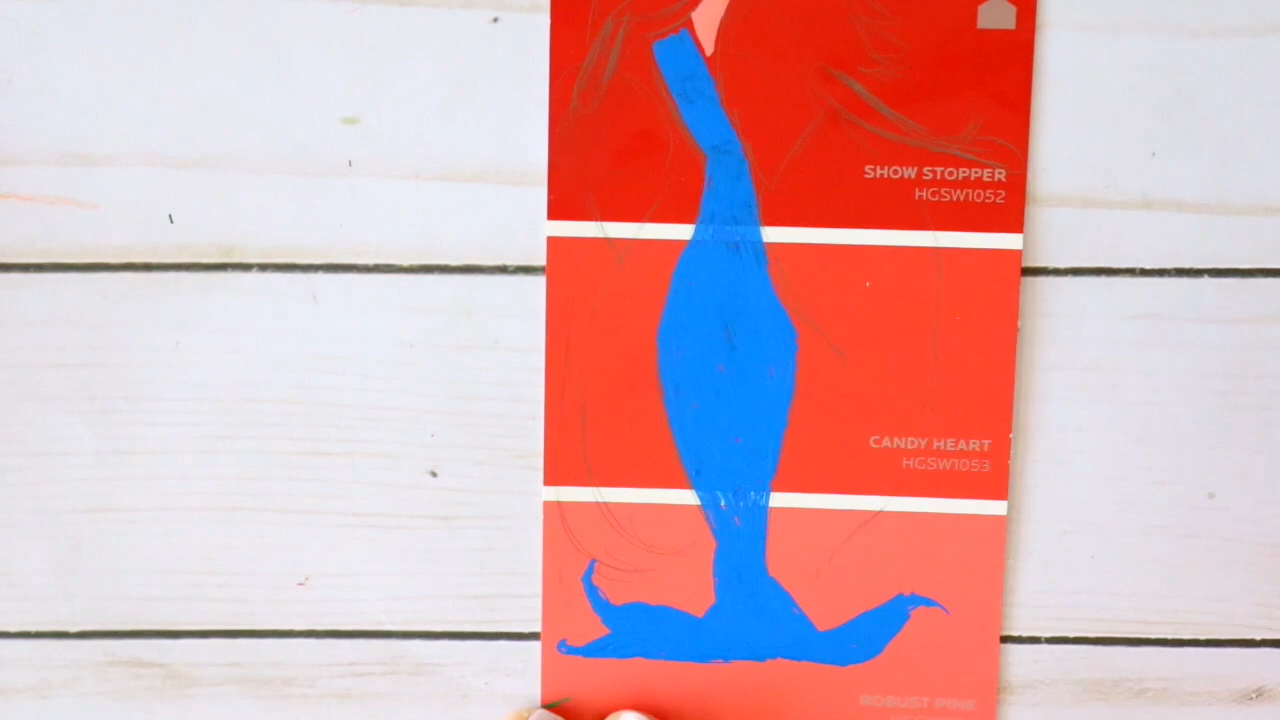 SHOW STOPPER
HGSW1052
CANDY HEART
HGSW1053
ROBUST PINK